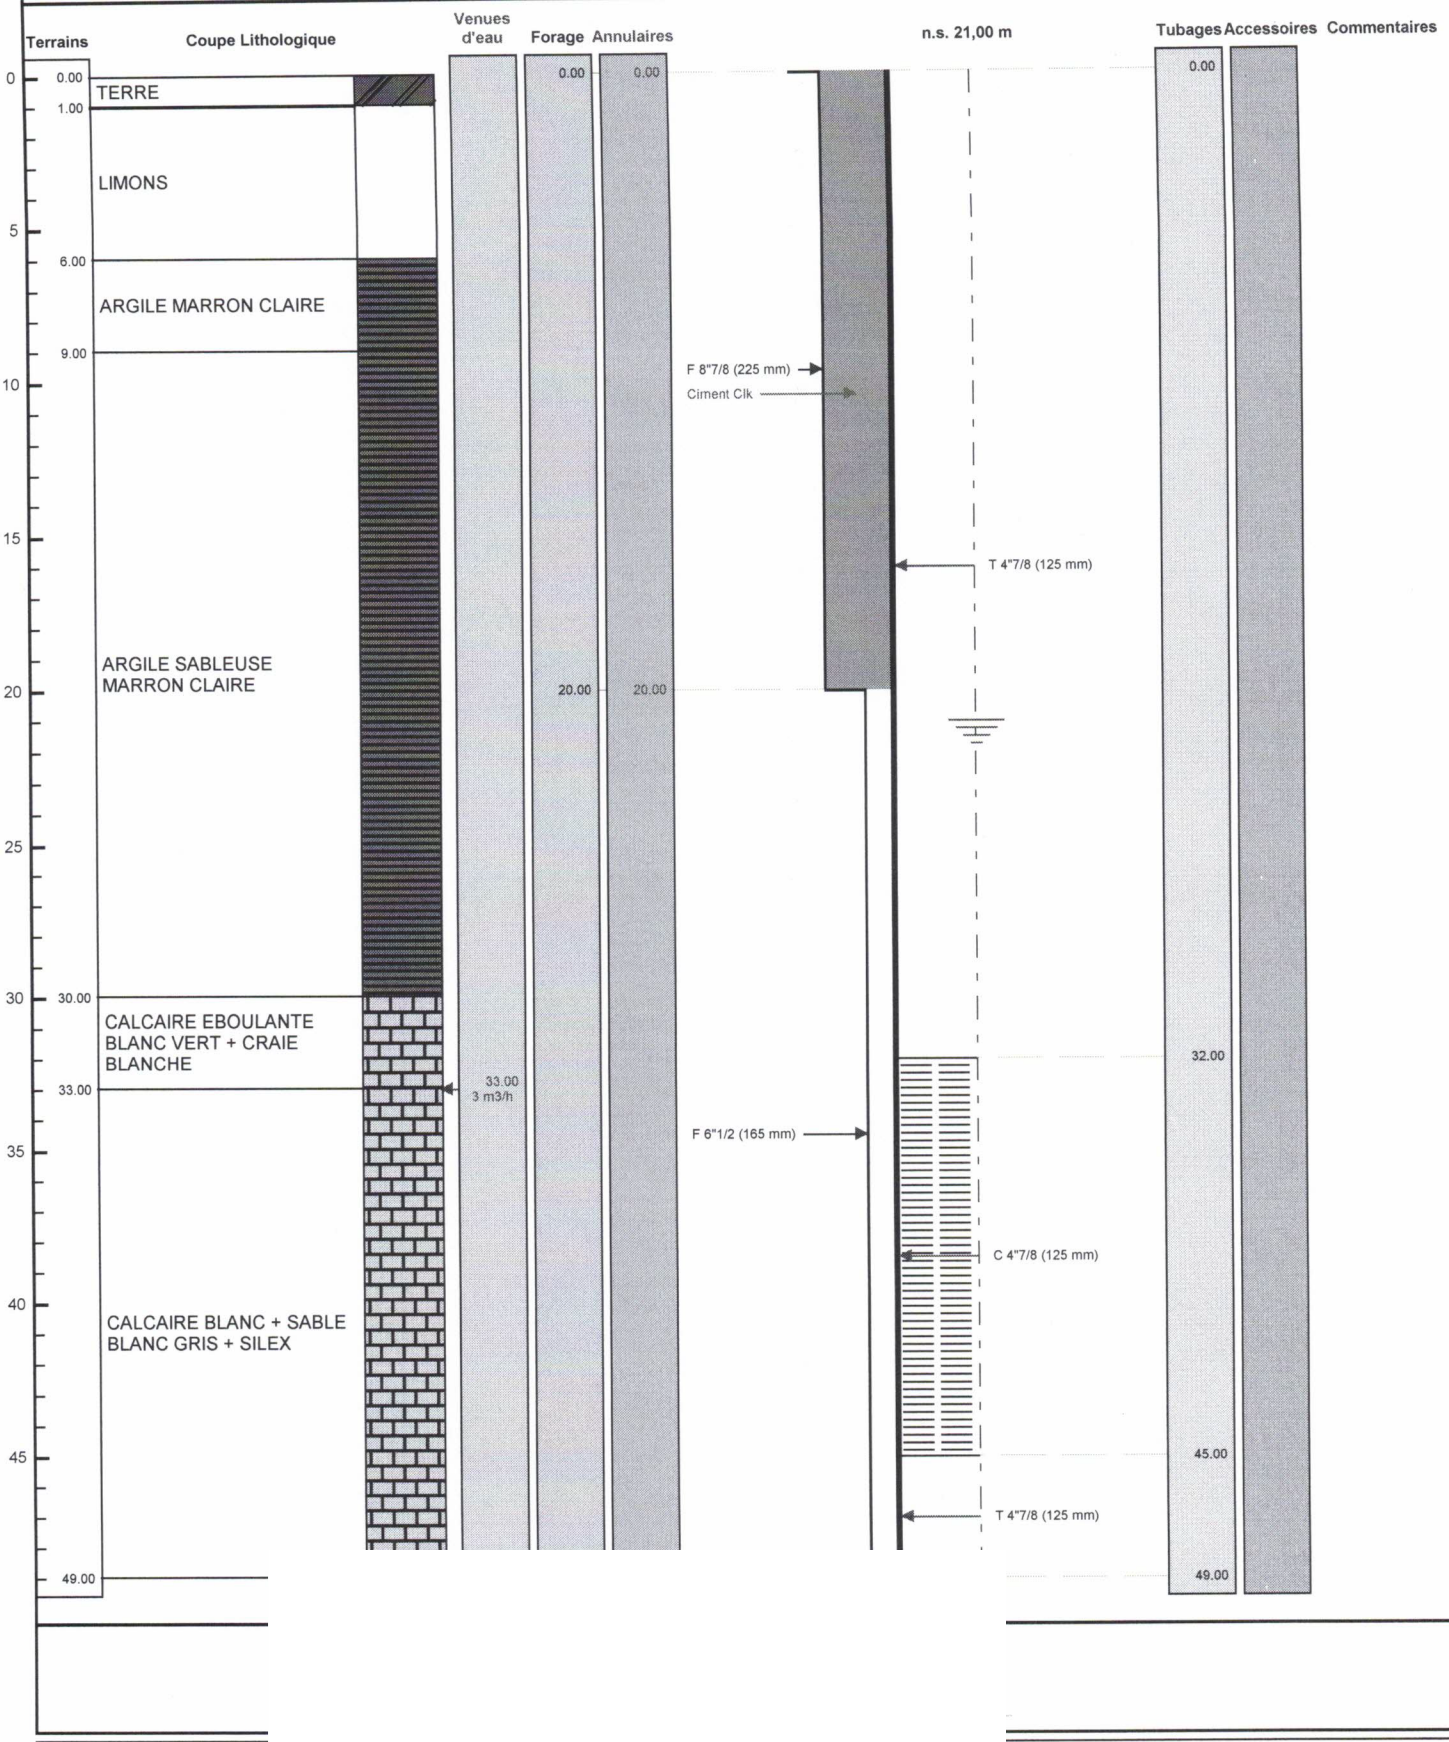 Terrains Coupe Lithologique Venues d'eau Forage Annulaires n.s. 21,00 m Tubages Accessoires Commentaires
0 0.00 0.00 0.00 0.00
TERRE
1.00
LIMONS
5
6.00
ARGILE MARRON CLAIRE
9.00
F 8"7/8 (225 mm)
10
Ciment Clk
15
T 4"7/8 (125 mm)
ARGILE SABLEUSE
MARRON CLAIRE
20 20.00 20.00
25
30 30.00
CALCAIRE EBOULANTE
BLANC VERT + CRAIE
BLANCHE
32.00
33.00 33.00
3 m3/h
F 6"1/2 (165 mm)
35
C 4"7/8 (125 mm)
40
CALCAIRE BLANC + SABLE
BLANC GRIS + SILEX
45 45.00
T 4"7/8 (125 mm)
49.00 49.00